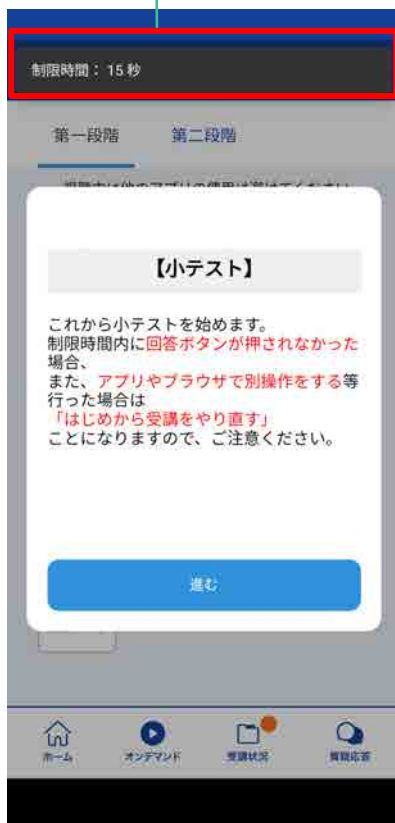 制限時間： 15 秒
第一段階 第二段階
【小テスト】
これから小テストを始めます。
制限時間内に回答ボタンが押されなかった
場合、
また、アプリやブラウザで別操作をする等
行った場合は
「はじめから受講をやり直す」
ことになりますので、ご注意ください。
進む
ホーム オンデマンド 受講状況 質疑応答